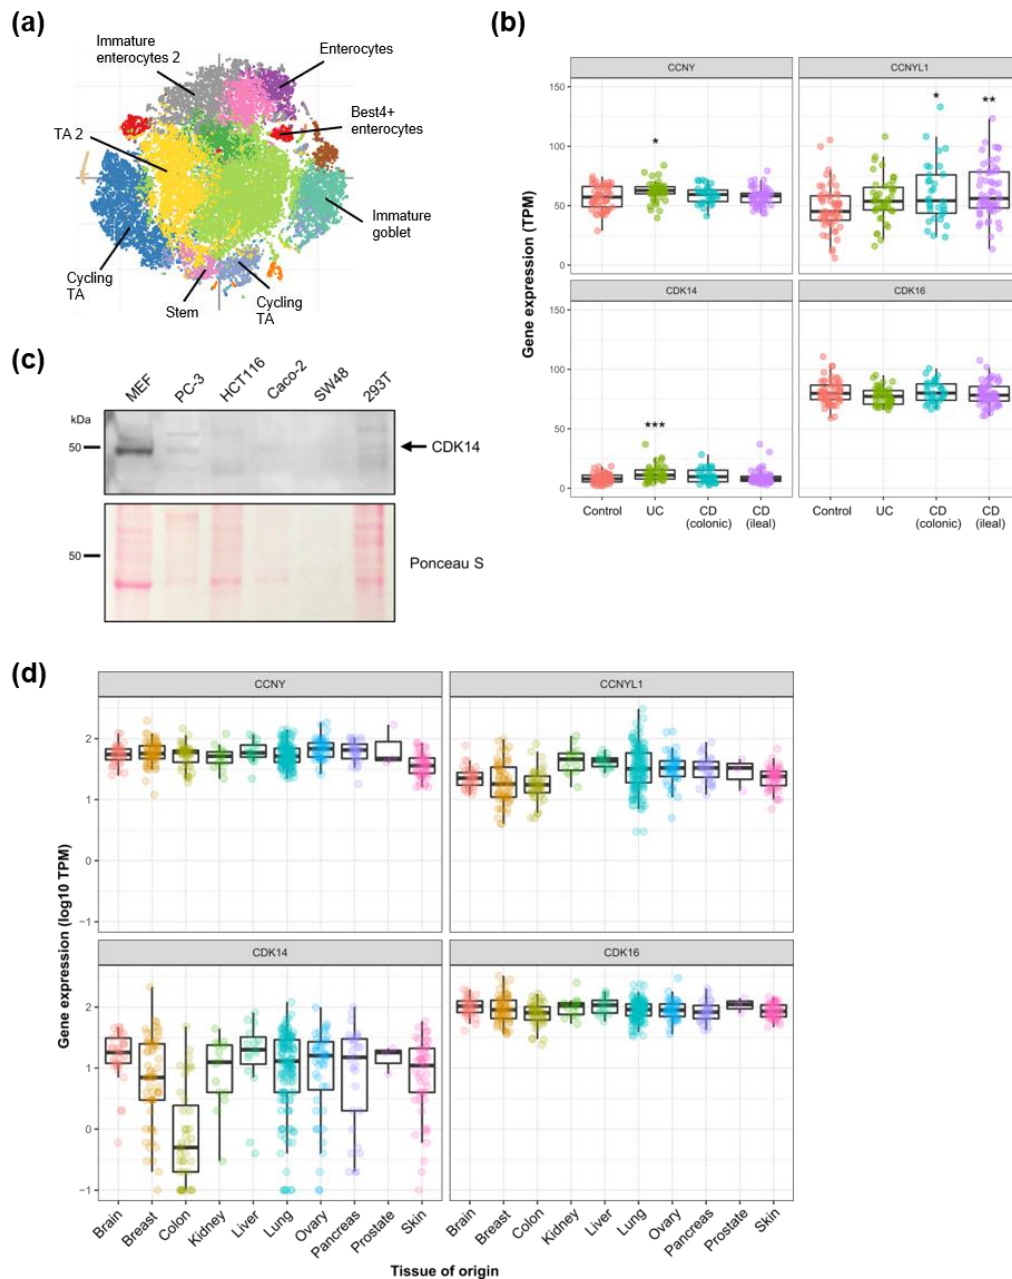 (a)
Immature
enterocytes 2
Enterocytes
Best4+
enterocytes
TA 2
Immature
goblet
Cycling
TA
Stem
Cycling
TA
(b)
Gene expression (TPM)
CCNY
CCNYL1
150
100
50
0
*
*
**
CDK14
CDK16
150
100
50
0
***
Control
UC
CD
(colonic)
CD
(ileal)
Control
UC
CD
(colonic)
CD
(ileal)
(c)
MEF
PC-3
HCT116
Caco-2
SW48
293T
kDa
50
CDK14
50
Ponceau S
(d)
Gene expression (log10 TPM)
CCNY
CCNYL1
2
1
0
−1
CDK14
CDK16
2
1
0
−1
Brain
Breast
Colon
Kidney
Liver
Lung
Ovary
Pancreas
Prostate
Skin
Brain
Breast
Colon
Kidney
Liver
Lung
Ovary
Pancreas
Prostate
Skin
Tissue of origin